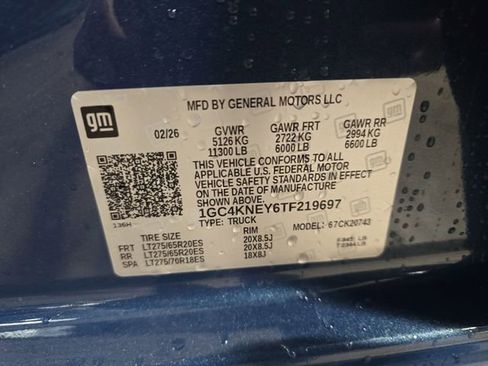 MFD BY GENERAL MOTORS LLC
gm
02/26 GVWR GAWR FRT GAWR RR
5126 KG 2722 KG 2994 KG
11300 LB 6000 LB 6600 LB
THIS VEHICLE CONFORMS TO ALL
APPLICABLE U.S. FEDERAL MOTOR
VEHICLE SAFETY STANDARDS IN EFFECT
ON THE DATE OF MANUFACTURE SHOWN ABOVE.
1GC4KNEY6TF219697
136H
TYPE: TRUCK MODEL: 67CK20743
TIRE SIZE RIM
FRT LT275/65R20ES 20X8.5J
RR LT275/65R20ES 20X8.5J
SPA LT275/70R18ES 18X8J